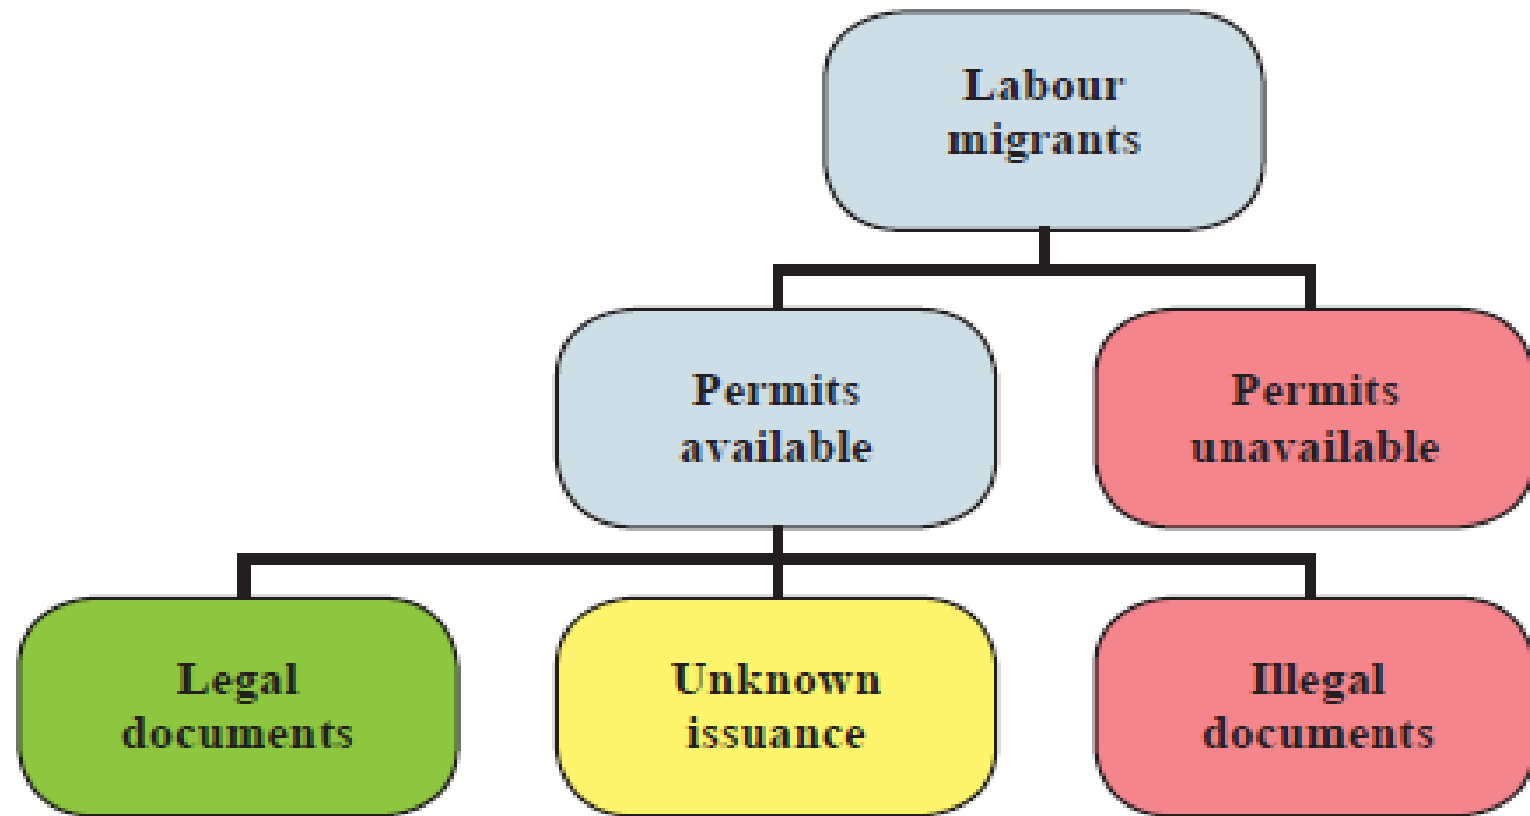 Labour
migrants
Permits
available
Permits
unavailable
Legal
documents
Unknown
issuance
Illegal
documents